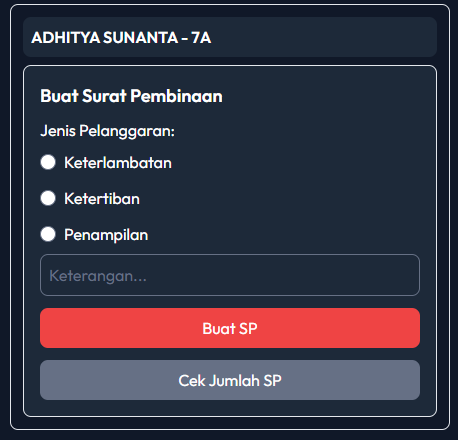 ADHITYA SUNANTA - 7A
Buat Surat Pembinaan
Jenis Pelanggaran:
Keterlambatan
Ketertiban
Penampilan
Keterangan...
Buat SP
Cek Jumlah SP